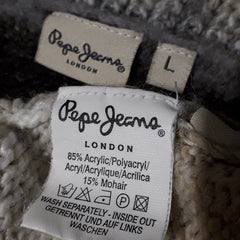 Pepe Jeans
LONDON
L
Pepe Jeans
LONDON
85% Acrylic/Polyacryl/
Acryl/Acryllique/Acrilica
15% Mohair
WASH SEPARATELY - INSIDE OUT
GETRENNT UND AUF LINKS
WASCHEN